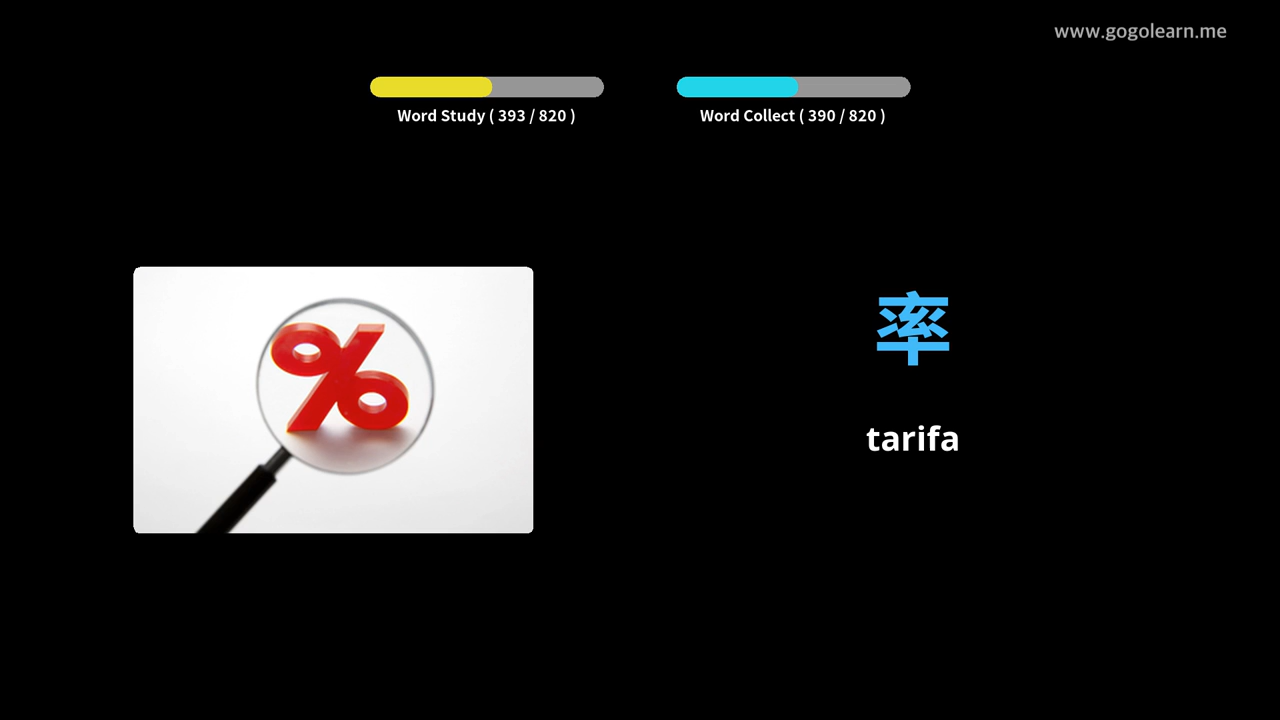 www.gogolearn.me
Word Study ( 393 / 820 )
Word Collect ( 390 / 820 )
%
率
tarifa